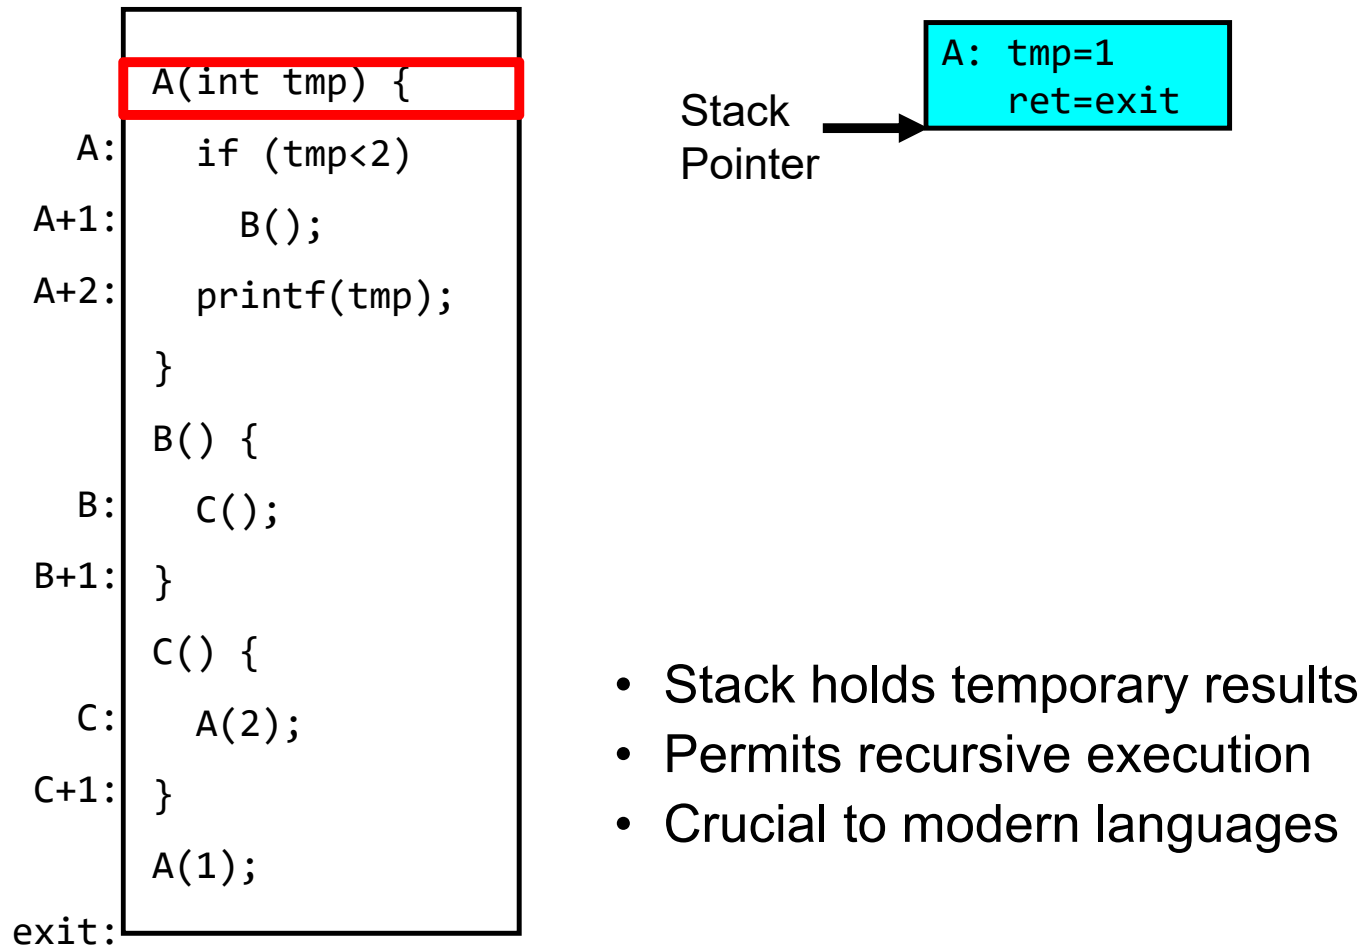 A(int tmp) {
A: if (tmp<2)
A+1: B();
A+2: printf(tmp);
}
B() {
B: C();
B+1: }
C() {
C: A(2);
C+1: }
A(1);
exit:
Stack
Pointer
A: tmp=1
ret=exit
• Stack holds temporary results
• Permits recursive execution
• Crucial to modern languages